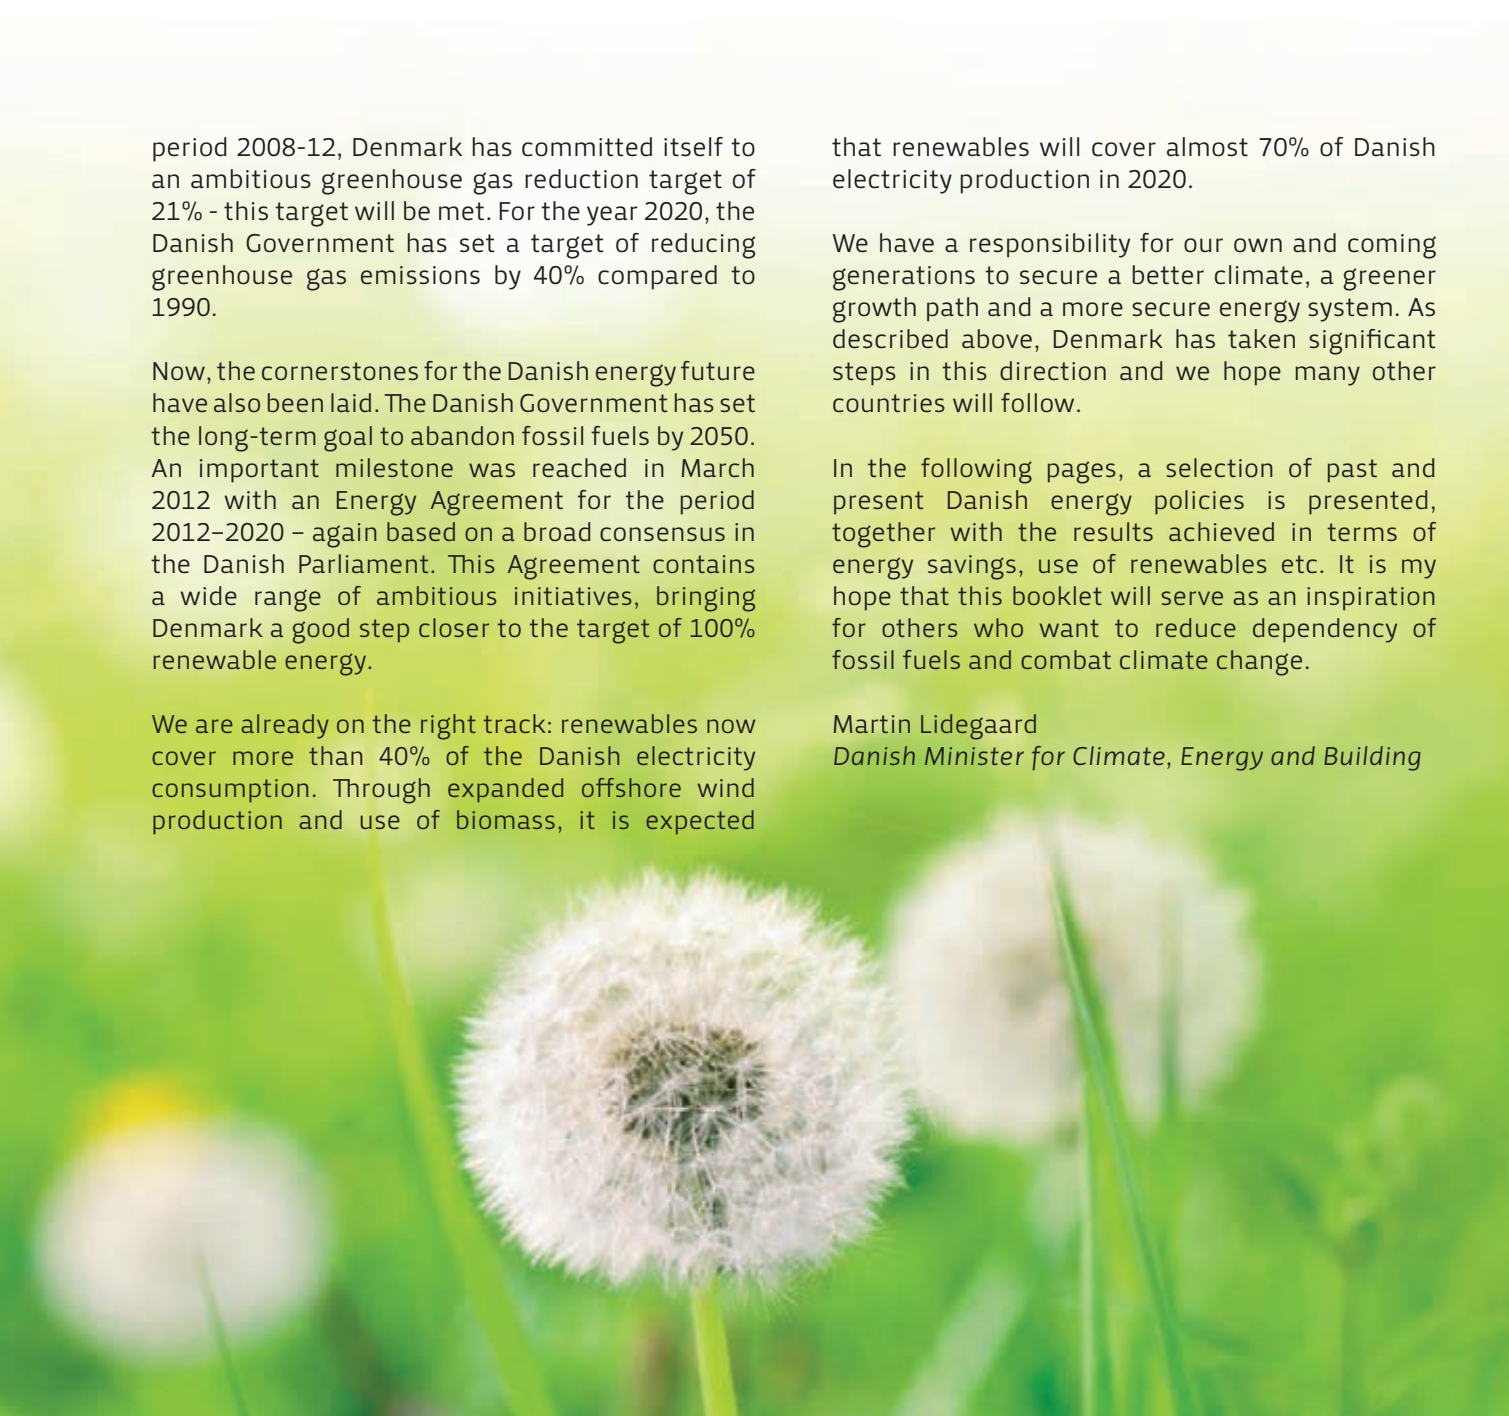 period 2008-12, Denmark has committed itself to
an ambitious greenhouse gas reduction target of
21% - this target will be met. For the year 2020, the
Danish Government has set a target of reducing
greenhouse gas emissions by 40% compared to
1990.
Now, the cornerstones for the Danish energy future
have also been laid. The Danish Government has set
the long-term goal to abandon fossil fuels by 2050.
An important milestone was reached in March
2012 with an Energy Agreement for the period
2012–2020 – again based on a broad consensus in
the Danish Parliament. This Agreement contains
a wide range of ambitious initiatives, bringing
Denmark a good step closer to the target of 100%
renewable energy.
We are already on the right track: renewables now
cover more than 40% of the Danish electricity
consumption. Through expanded offshore wind
production and use of biomass, it is expected
that renewables will cover almost 70% of Danish
electricity production in 2020.
We have a responsibility for our own and coming
generations to secure a better climate, a greener
growth path and a more secure energy system. As
described above, Denmark has taken significant
steps in this direction and we hope many other
countries will follow.
In the following pages, a selection of past and
present Danish energy policies is presented,
together with the results achieved in terms of
energy savings, use of renewables etc. It is my
hope that this booklet will serve as an inspiration
for others who want to reduce dependency of
fossil fuels and combat climate change.
Martin Lidegaard
Danish Minister for Climate, Energy and Building